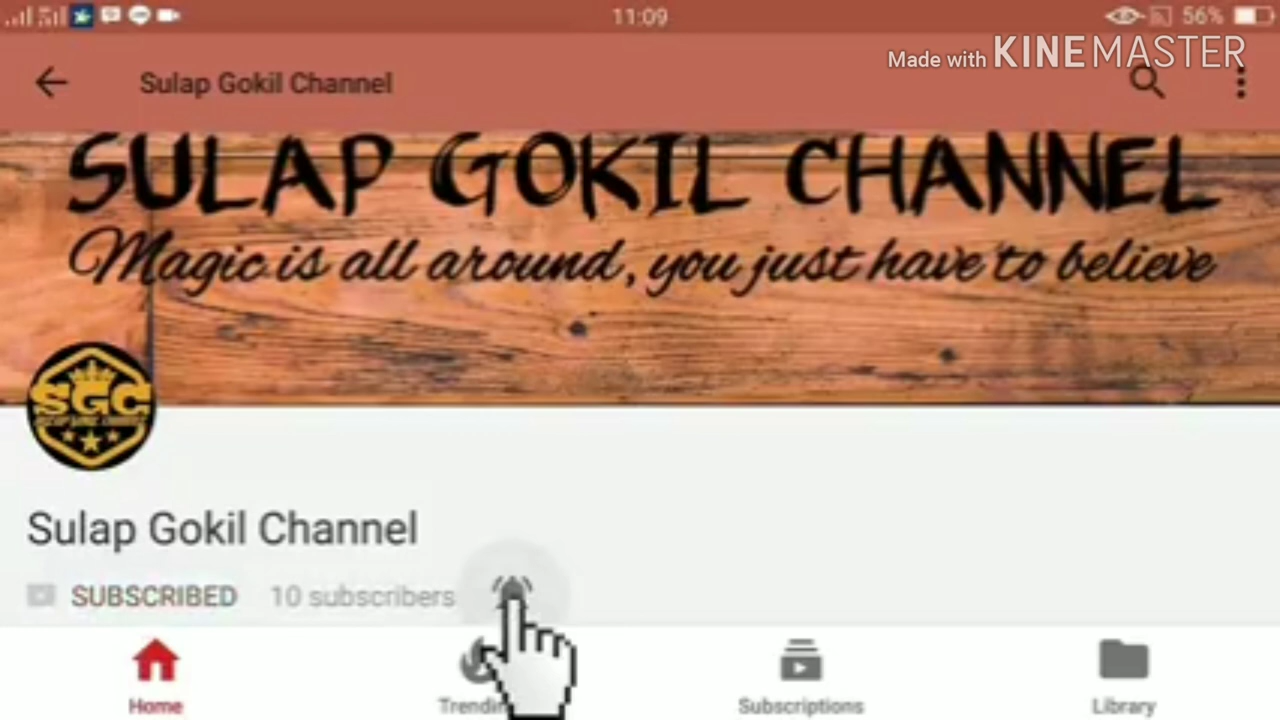 11:09
56%
Made with KINEMASTER
Sulap Gokil Channel
SULAP GOKIL CHANNEL
Magic is all around, you just have to believe
SGC
Sulap Gokil Channel
SUBSCRIBED 10 subscribers
Home Trending Subscriptions Library